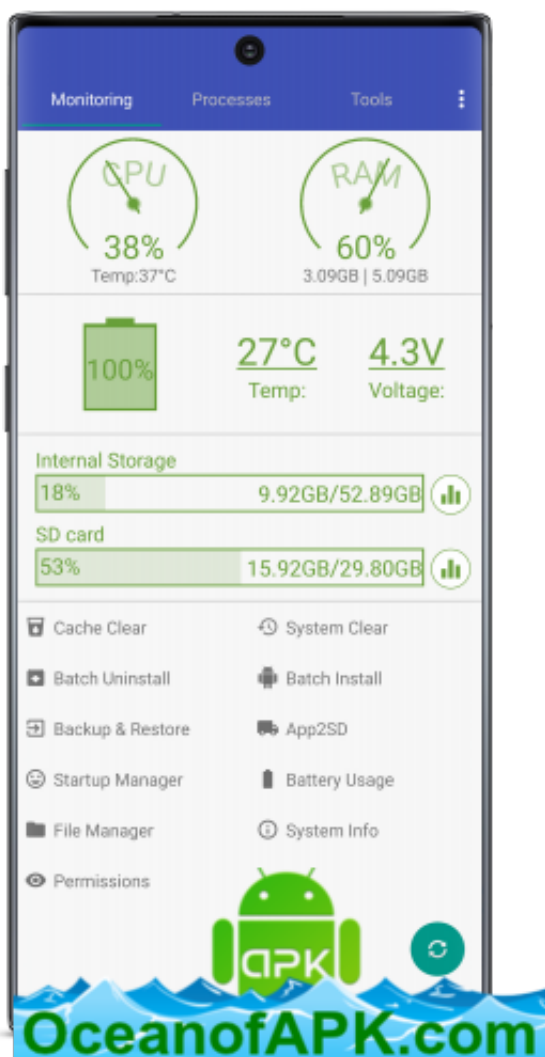 Monitoring Processes Tools
CPU RAM
38% 60%
Temp:37°C 3.09GB | 5.09GB
100% 27°C 4.3V
Temp: Voltage:
Internal Storage
18% 9.92GB/52.89GB
SD card
53% 15.92GB/29.80GB
Cache Clear System Clear
Batch Uninstall Batch Install
Backup & Restore App2SD
Startup Manager Battery Usage
File Manager System Info
Permissions
APK
OceanofAPK.com